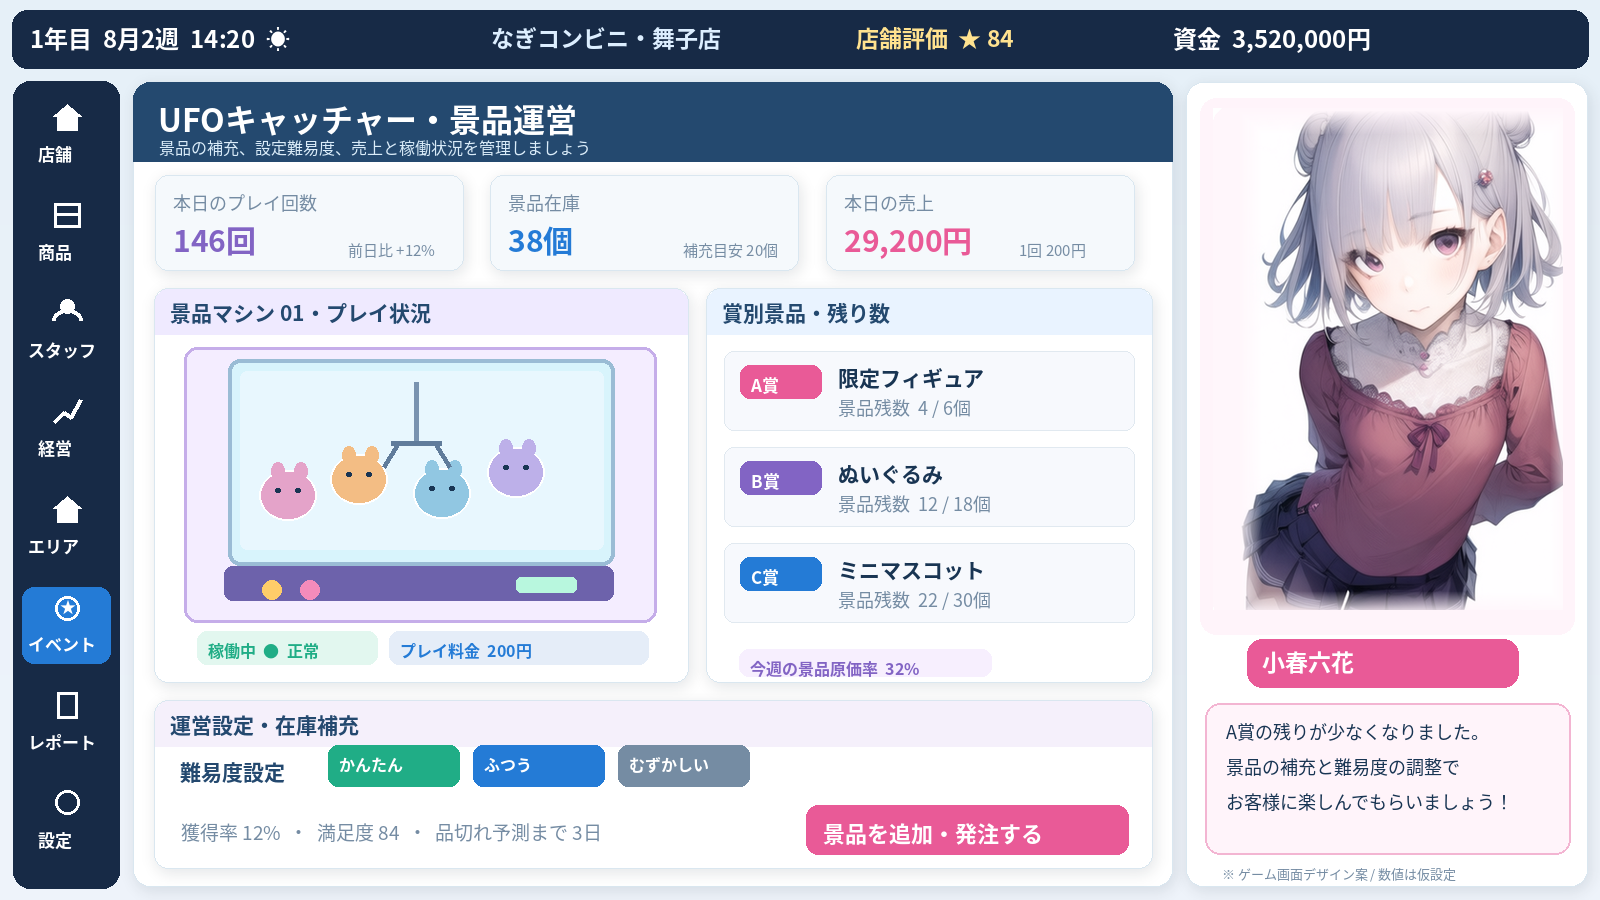 1年目 8月2週 14:20
なぎコンビニ・舞子店
店舗評価 ★ 84
資金 3,520,000円
店舗
商品
スタッフ
経営
エリア
イベント
レポート
設定
UFOキャッチャー・景品運営
景品の補充、設定難易度、売上と稼働状況を管理しましょう
本日のプレイ回数
146回
前日比 +12%
景品在庫
38個
補充目安 20個
本日の売上
29,200円
1回 200円
景品マシン 01・プレイ状況
稼働中 ● 正常
プレイ料金 200円
賞別景品・残り数
A賞
限定フィギュア
景品残数 4 / 6個
B賞
ぬいぐるみ
景品残数 12 / 18個
C賞
ミニマスコット
景品残数 22 / 30個
今週の景品原価率 32%
運営設定・在庫補充
難易度設定
かんたん
ふつう
むずかしい
獲得率 12% ・ 満足度 84 ・ 品切れ予測まで 3日
景品を追加・発注する
小春六花
A賞の残りが少なくなりました。
景品の補充と難易度の調整で
お客様に楽しんでもらいましょう！
※ ゲーム画面デザイン案 / 数値は仮設定